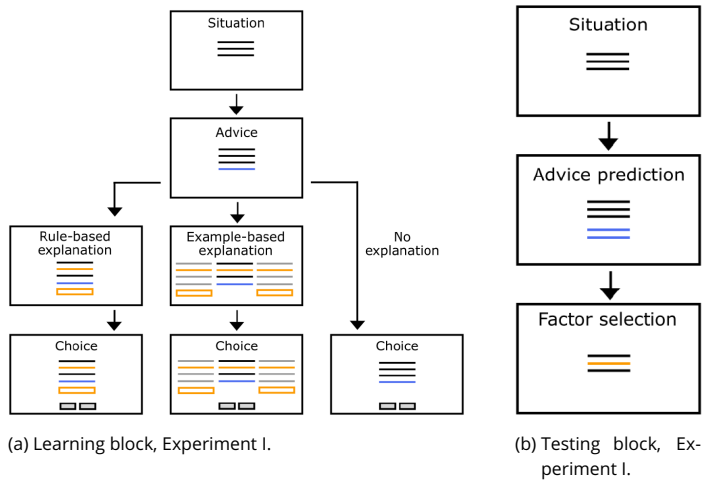 Situation
Advice
Rule-based
explanation
Example-based
explanation
No
explanation
Choice
Choice
Choice
(a) Learning block, Experiment I.
Situation
Advice prediction
Factor selection
(b) Testing block, Ex-
periment I.